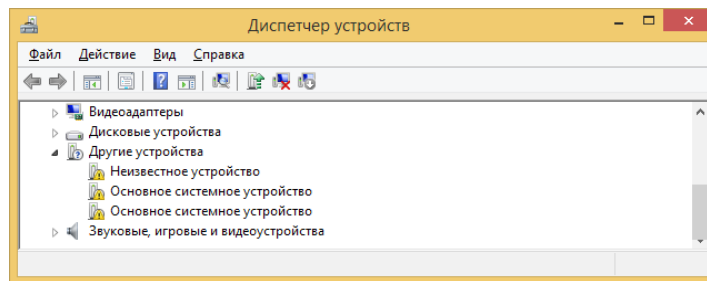 Диспетчер устройств
Файл Действие Вид Справка
Видеоадаптеры
Дисковые устройства
Другие устройства
Неизвестное устройство
Основное системное устройство
Основное системное устройство
Звуковые, игровые и видеоустройства